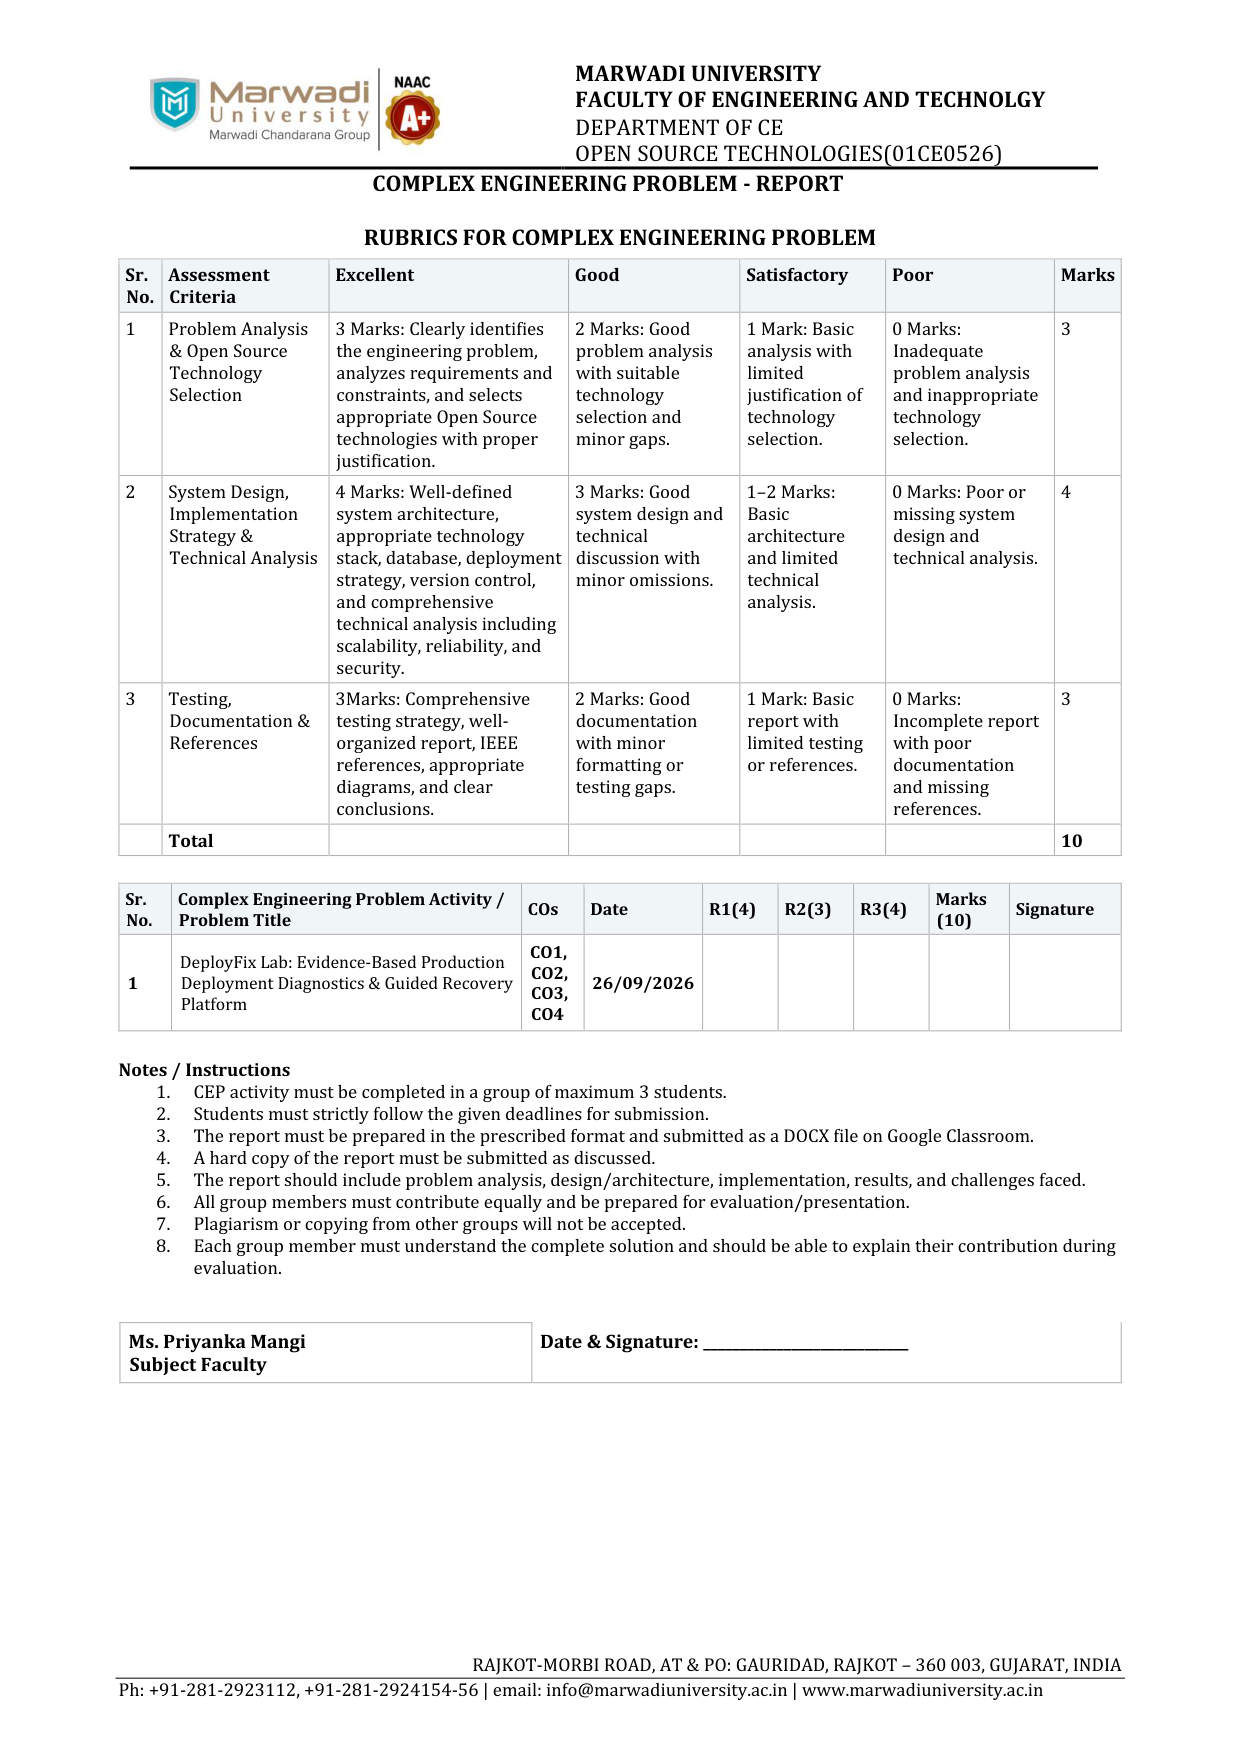 Marwadi
University
Marwadi Chandarana Group
NAAC
A+
MARWADI UNIVERSITY
FACULTY OF ENGINEERING AND TECHNOLGY
DEPARTMENT OF CE
OPEN SOURCE TECHNOLOGIES(01CE0526)
COMPLEX ENGINEERING PROBLEM - REPORT
RUBRICS FOR COMPLEX ENGINEERING PROBLEM
Sr. No. Assessment Criteria Excellent Good Satisfactory Poor Marks
1
Problem Analysis
& Open Source
Technology
Selection
3 Marks: Clearly identifies
the engineering problem,
analyzes requirements and
constraints, and selects
appropriate Open Source
technologies with proper
justification.
2 Marks: Good
problem analysis
with suitable
technology
selection and
minor gaps.
1 Mark: Basic
analysis with
limited
justification of
technology
selection.
0 Marks:
Inadequate
problem analysis
and inappropriate
technology
selection.
3
2
System Design,
Implementation
Strategy &
Technical Analysis
4 Marks: Well-defined
system architecture,
appropriate technology
stack, database, deployment
strategy, version control,
and comprehensive
technical analysis including
scalability, reliability, and
security.
3 Marks: Good
system design and
technical
discussion with
minor omissions.
1–2 Marks:
Basic
architecture
and limited
technical
analysis.
0 Marks: Poor or
missing system
design and
technical analysis.
4
3
Testing,
Documentation &
References
3Marks: Comprehensive
testing strategy, well-
organized report, IEEE
references, appropriate
diagrams, and clear
conclusions.
2 Marks: Good
documentation
with minor
formatting or
testing gaps.
1 Mark: Basic
report with
limited testing
or references.
0 Marks:
Incomplete report
with poor
documentation
and missing
references.
3
Total 10
Sr. No. Complex Engineering Problem Activity / Problem Title COs Date R1(4) R2(3) R3(4) Marks (10) Signature
1
DeployFix Lab: Evidence-Based Production
Deployment Diagnostics & Guided Recovery
Platform
CO1,
CO2,
CO3,
CO4
26/09/2026
Notes / Instructions
1. CEP activity must be completed in a group of maximum 3 students.
2. Students must strictly follow the given deadlines for submission.
3. The report must be prepared in the prescribed format and submitted as a DOCX file on Google Classroom.
4. A hard copy of the report must be submitted as discussed.
5. The report should include problem analysis, design/architecture, implementation, results, and challenges faced.
6. All group members must contribute equally and be prepared for evaluation/presentation.
7. Plagiarism or copying from other groups will not be accepted.
8. Each group member must understand the complete solution and should be able to explain their contribution during
evaluation.
Ms. Priyanka Mangi
Subject Faculty
Date & Signature: _________________________
RAJKOT-MORBI ROAD, AT & PO: GAURIDAD, RAJKOT – 360 003, GUJARAT, INDIA
Ph: +91-281-2923112, +91-281-2924154-56 | email: info@marwadiuniversity.ac.in | www.marwadiuniversity.ac.in